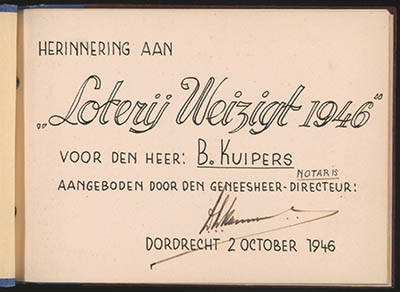 HERINNERING AAN
„Loterij Weizigt 1946”
VOOR DEN HEER: B. KUIPERS
NOTARIS
AANGEBODEN DOOR DEN GENEESHEER-DIRECTEUR:
DORDRECHT 2 OCTOBER 1946